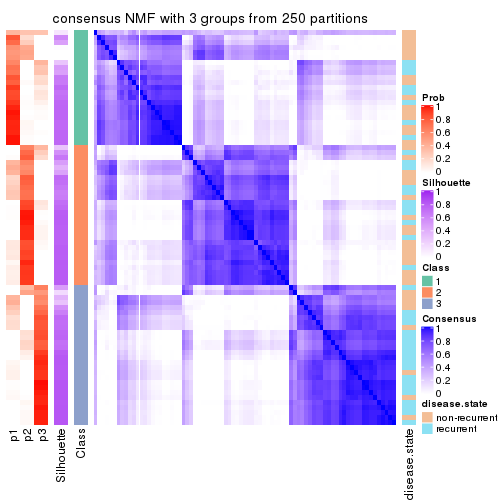 consensus NMF with 3 groups from 250 partitions
Prob
1
0.8
0.6
0.4
0.2
0
Silhouette
1
0.8
0.6
0.4
0.2
0
Class
1
2
3
Consensus
1
0.8
0.6
0.4
0.2
0
disease.state
non-recurrent
recurrent
p1
p2
p3
Silhouette
Class
disease.state